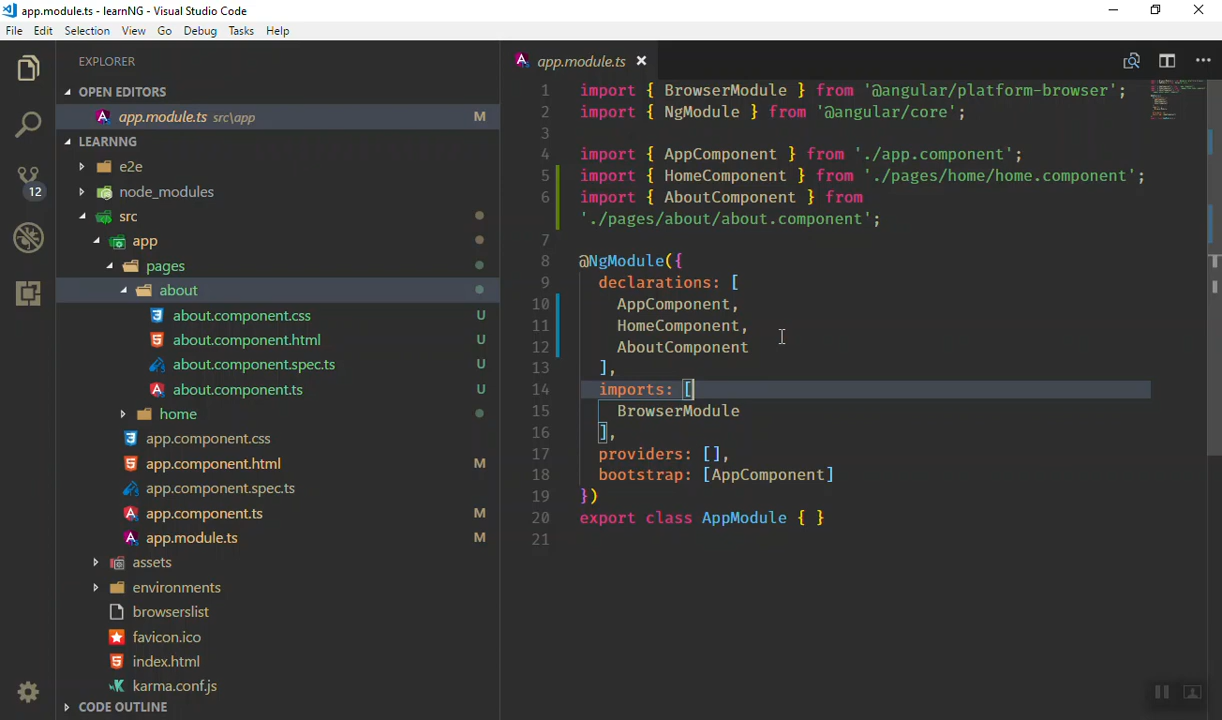 app.module.ts - learnNG - Visual Studio Code
File Edit Selection View Go Debug Tasks Help
EXPLORER
OPEN EDITORS
app.module.ts src\app M
LEARNNG
e2e
node_modules
src
app
pages
about
about.component.css U
about.component.html U
about.component.spec.ts U
about.component.ts U
home
app.component.css
app.component.html M
app.component.spec.ts
app.component.ts M
app.module.ts M
assets
environments
browserslist
favicon.ico
index.html
karma.conf.js
CODE OUTLINE
12
app.module.ts
1 import { BrowserModule } from '@angular/platform-browser';
2 import { NgModule } from '@angular/core';
3
4 import { AppComponent } from './app.component';
5 import { HomeComponent } from './pages/home/home.component';
6 import { AboutComponent } from
'./pages/about/about.component';
7
8 @NgModule({
9 declarations: [
10 AppComponent,
11 HomeComponent,
12 AboutComponent
13 ],
14 imports: [
15 BrowserModule
16 ],
17 providers: [],
18 bootstrap: [AppComponent]
19 })
20 export class AppModule { }
21